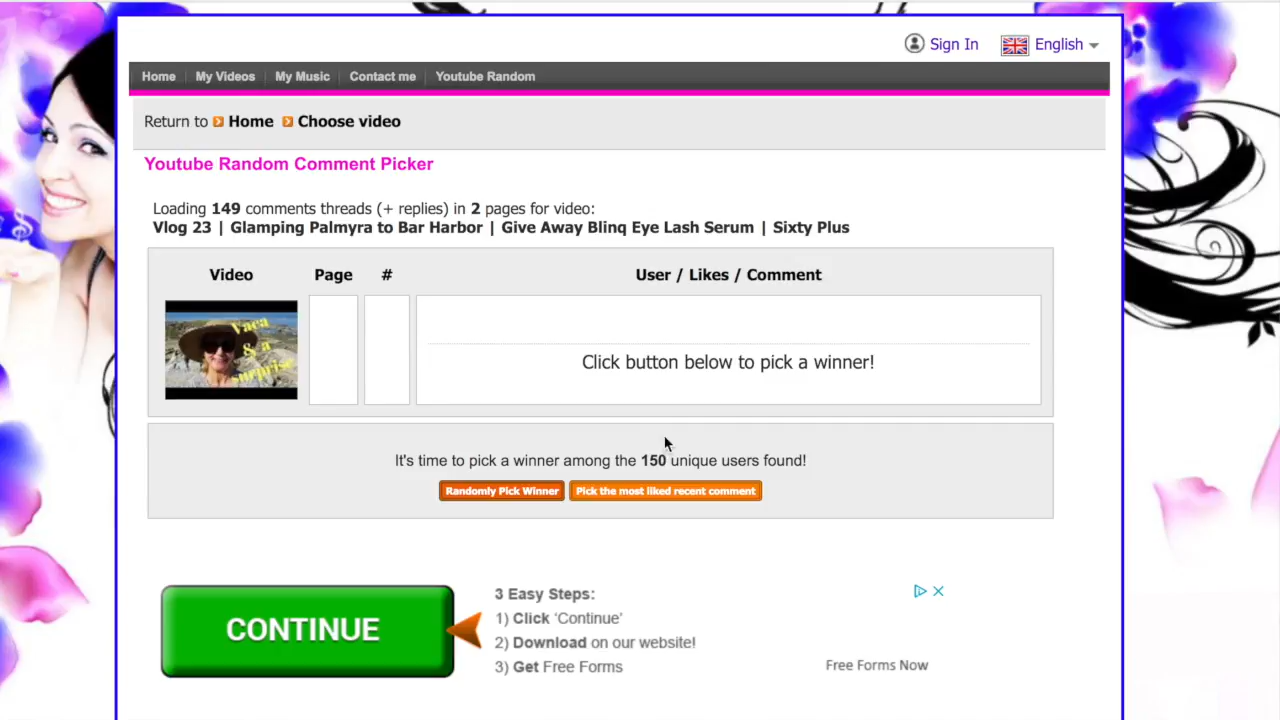 Sign In
English
Home
My Videos
My Music
Contact me
Youtube Random
Return to Home Choose video
Youtube Random Comment Picker
Loading 149 comments threads (+ replies) in 2 pages for video:
Vlog 23 | Glamping Palmyra to Bar Harbor | Give Away Blinq Eye Lash Serum | Sixty Plus
Video
Page
#
User / Likes / Comment
Vaca
& a
surprise
Click button below to pick a winner!
It's time to pick a winner among the 150 unique users found!
Randomly Pick Winner
Pick the most liked recent comment
CONTINUE
3 Easy Steps:
1) Click ‘Continue’
2) Download on our website!
3) Get Free Forms
Free Forms Now